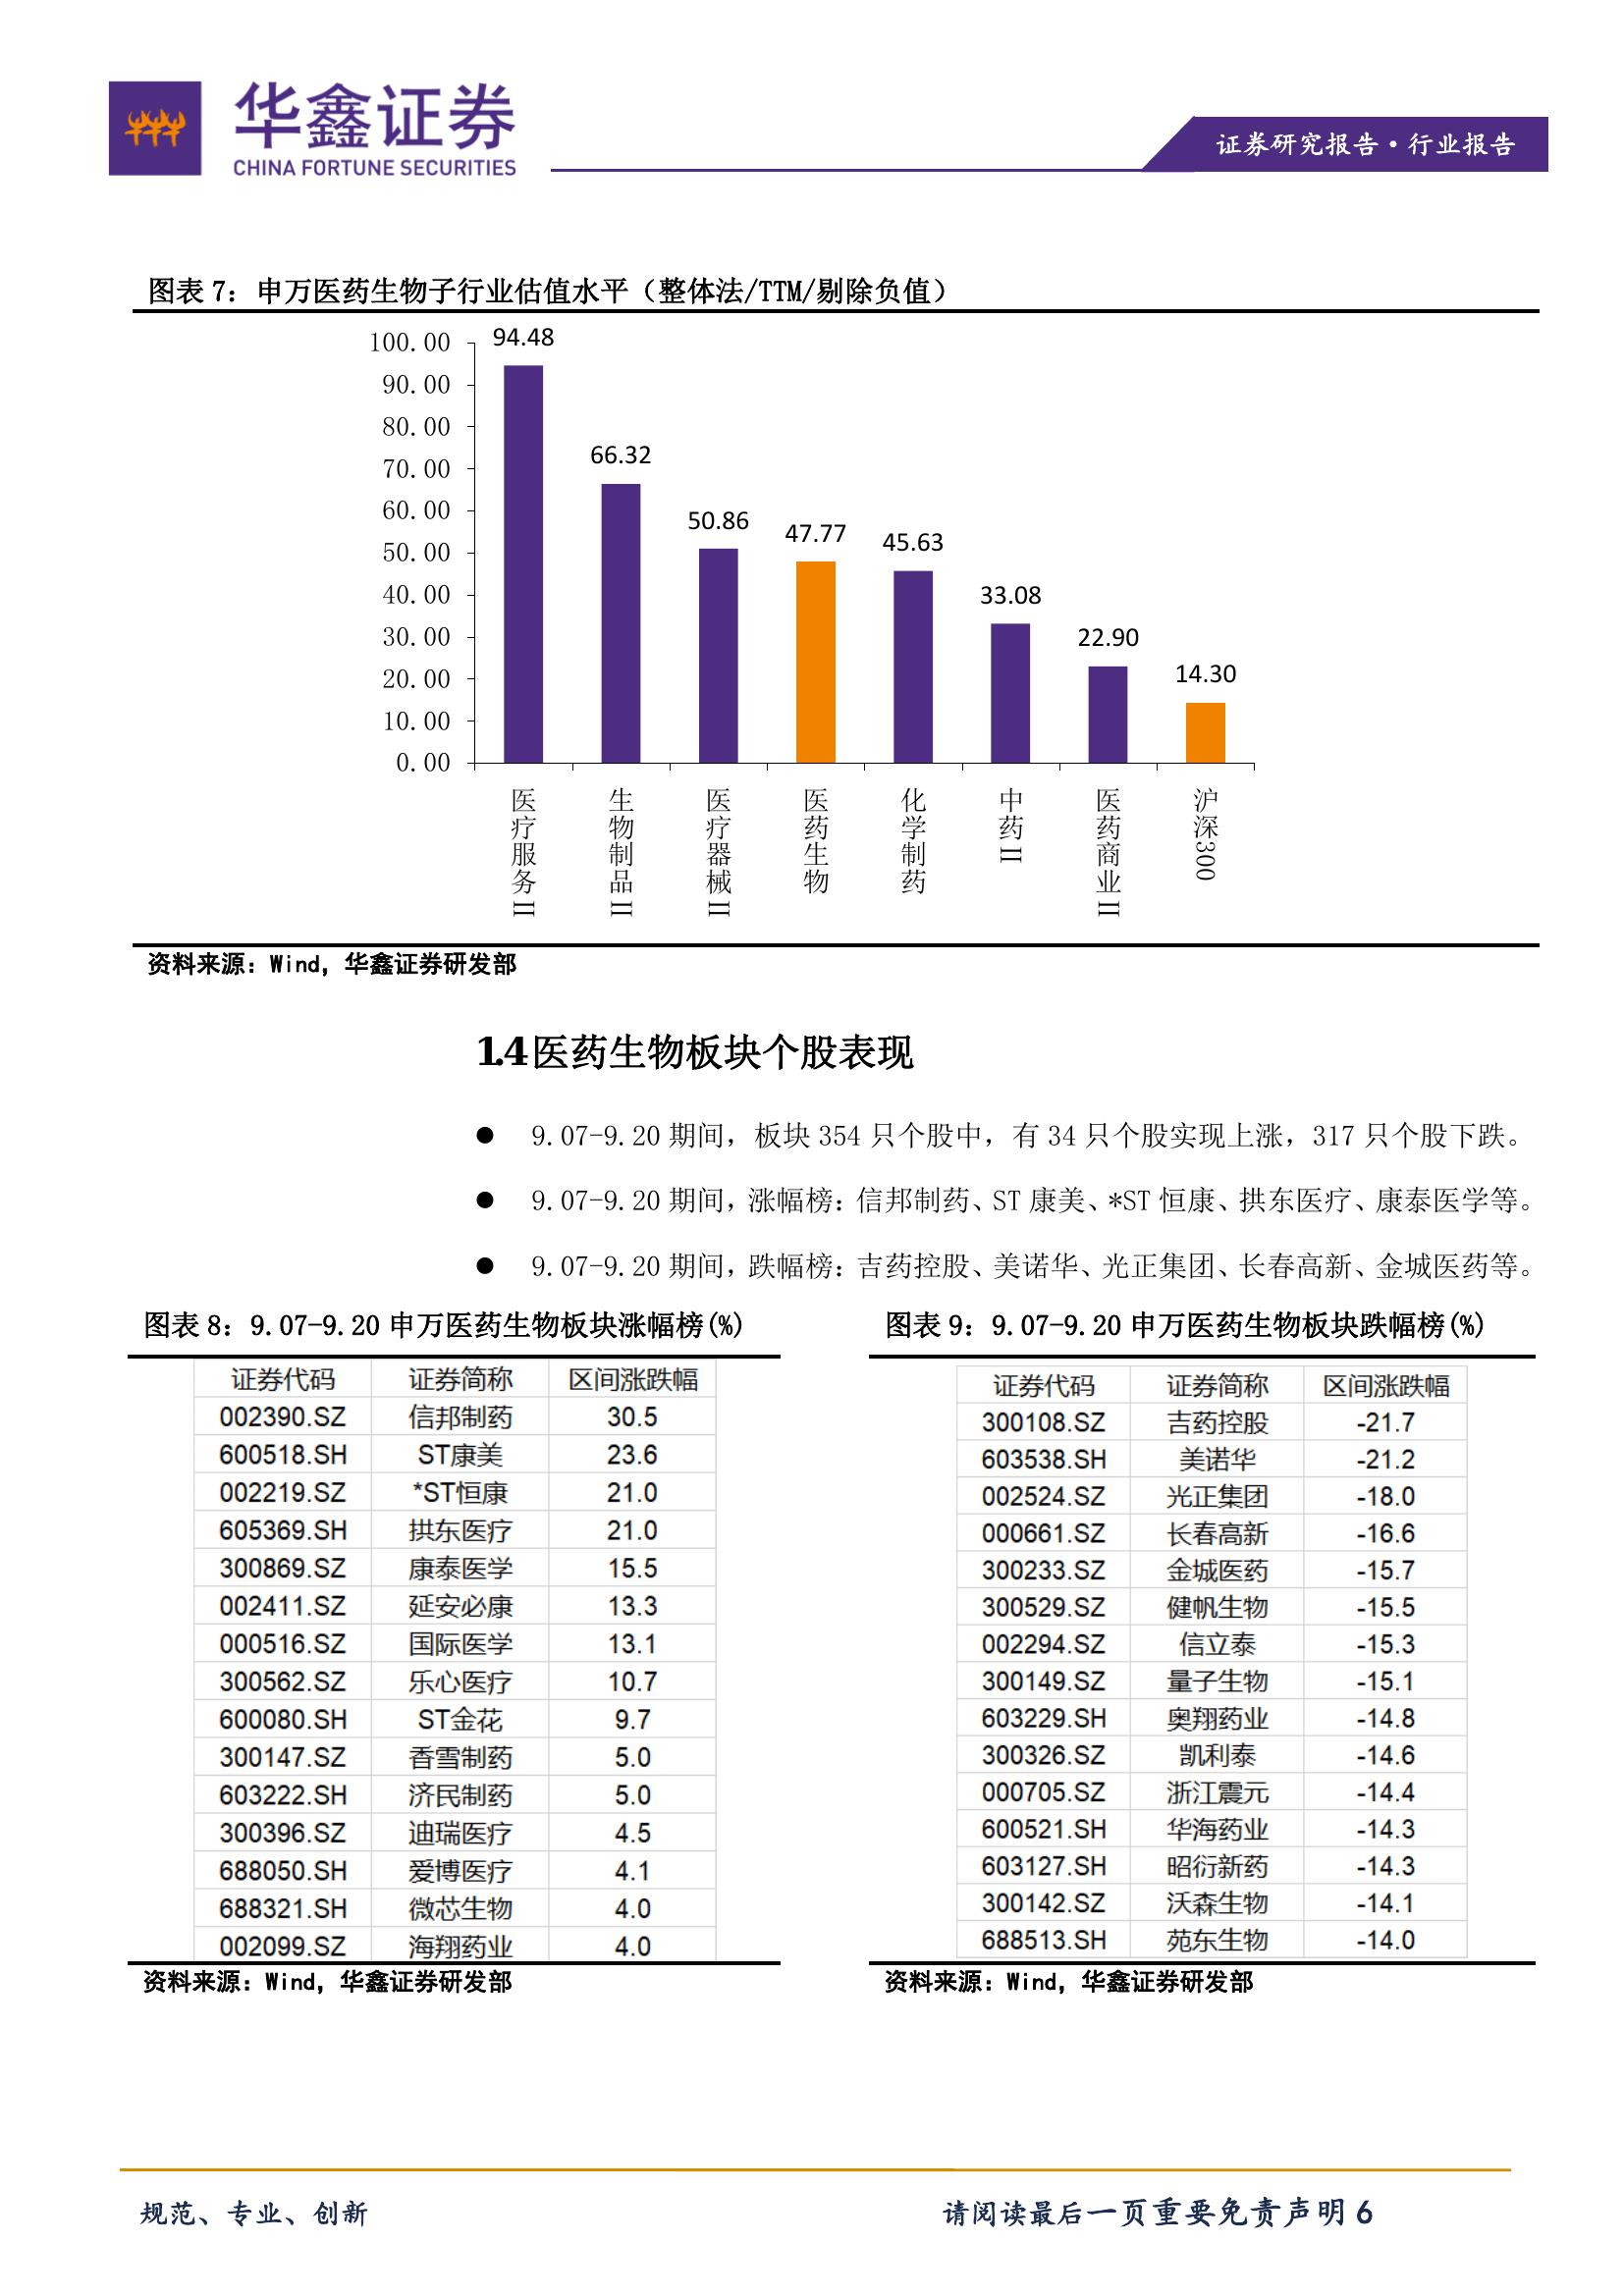 华鑫证券
CHINA FORTUNE SECURITIES
证券研究报告·行业报告
图表 7：申万医药生物子行业估值水平（整体法/TTM/剔除负值）
100.00
90.00
80.00
70.00
60.00
50.00
40.00
30.00
20.00
10.00
0.00
94.48
66.32
50.86
47.77
45.63
33.08
22.90
14.30
医疗服务Ⅱ
生物制品Ⅱ
医疗器械Ⅱ
医药生物
化学制药
中药Ⅱ
医药商业Ⅱ
沪深300
资料来源：Wind，华鑫证券研发部
1.4 医药生物板块个股表现
● 9.07-9.20 期间，板块 354 只个股中，有 34 只个股实现上涨，317 只个股下跌。
● 9.07-9.20 期间，涨幅榜：信邦制药、ST 康美、*ST 恒康、拱东医疗、康泰医学等。
● 9.07-9.20 期间，跌幅榜：吉药控股、美诺华、光正集团、长春高新、金城医药等。
图表 8：9.07-9.20 申万医药生物板块涨幅榜(%)
证券代码 证券简称 区间涨跌幅
002390.SZ 信邦制药 30.5
600518.SH ST康美 23.6
002219.SZ *ST恒康 21.0
605369.SH 拱东医疗 21.0
300869.SZ 康泰医学 15.5
002411.SZ 延安必康 13.3
000516.SZ 国际医学 13.1
300562.SZ 乐心医疗 10.7
600080.SH ST金花 9.7
300147.SZ 香雪制药 5.0
603222.SH 济民制药 5.0
300396.SZ 迪瑞医疗 4.5
688050.SH 爱博医疗 4.1
688321.SH 微芯生物 4.0
002099.SZ 海翔药业 4.0
资料来源：Wind，华鑫证券研发部
图表 9：9.07-9.20 申万医药生物板块跌幅榜(%)
证券代码 证券简称 区间涨跌幅
300108.SZ 吉药控股 -21.7
603538.SH 美诺华 -21.2
002524.SZ 光正集团 -18.0
000661.SZ 长春高新 -16.6
300233.SZ 金城医药 -15.7
300529.SZ 健帆生物 -15.5
002294.SZ 信立泰 -15.3
300149.SZ 量子生物 -15.1
603229.SH 奥翔药业 -14.8
300326.SZ 凯利泰 -14.6
000705.SZ 浙江震元 -14.4
600521.SH 华海药业 -14.3
603127.SH 昭衍新药 -14.3
300142.SZ 沃森生物 -14.1
688513.SH 苑东生物 -14.0
资料来源：Wind，华鑫证券研发部
规范、专业、创新
请阅读最后一页重要免责声明 6